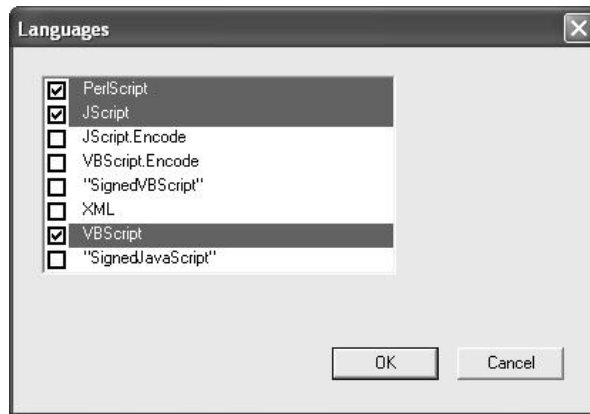 Languages
PerlScript
JScript
JScript.Encode
VBScript.Encode
"SignedVBScript"
XML
VBScript
"SignedJavaScript"
OK
Cancel